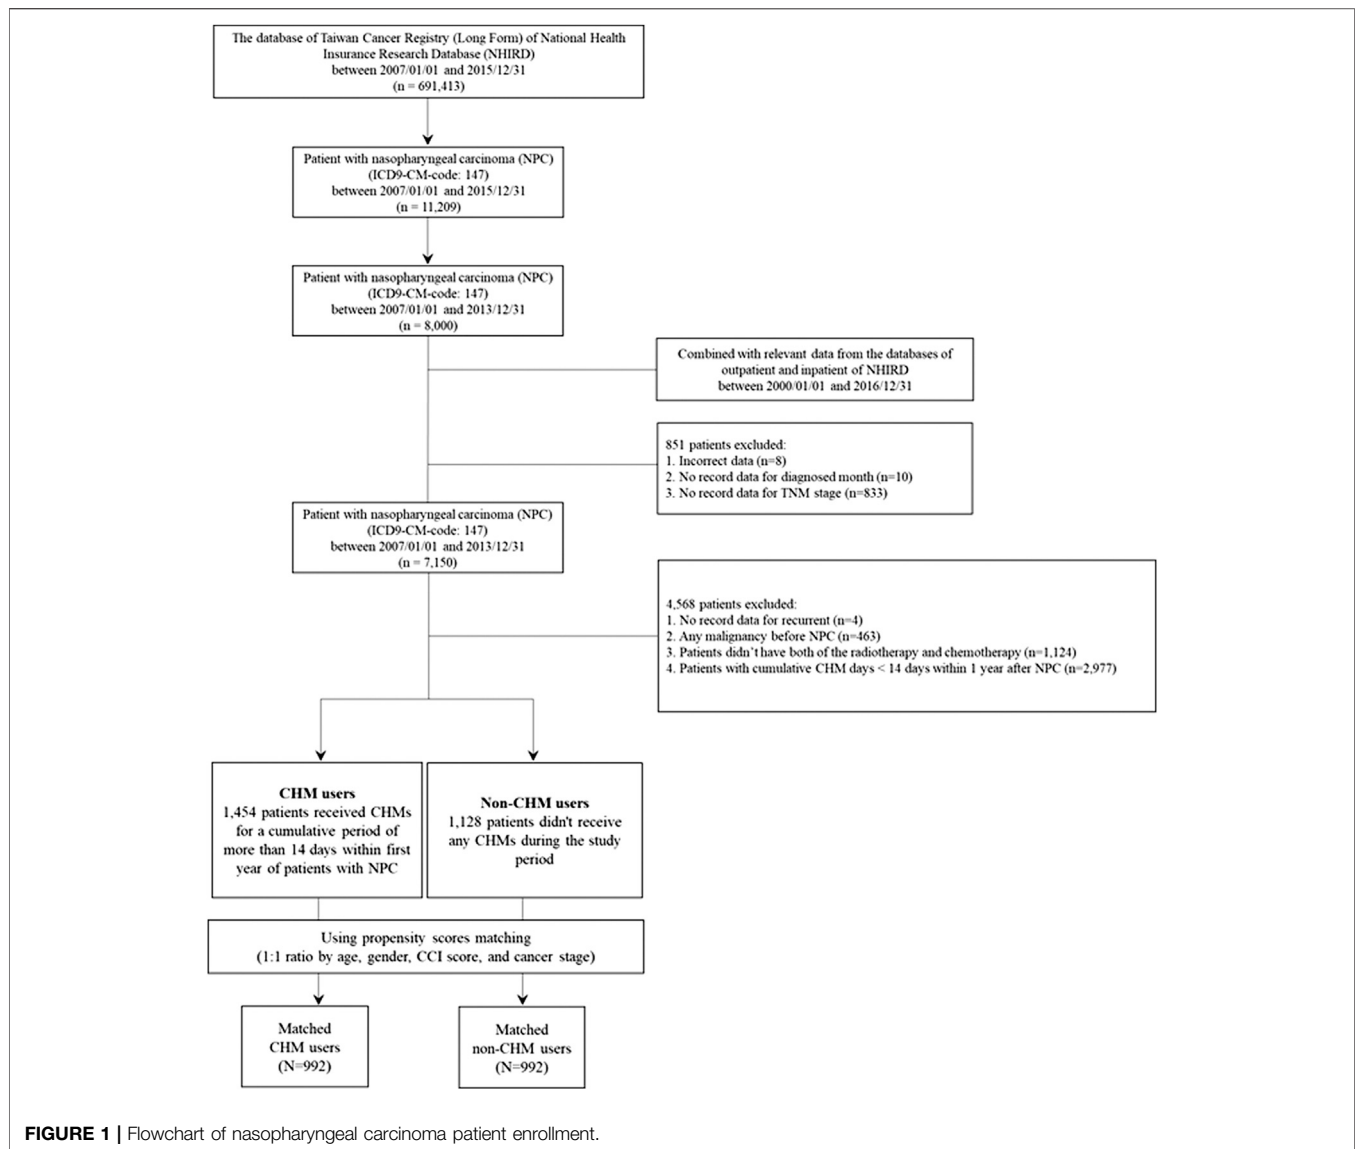 The database of Taiwan Cancer Registry (Long Form) of National Health
Insurance Research Database (NHIRD)
between 2007/01/01 and 2015/12/31
(n = 691,413)
Patient with nasopharyngeal carcinoma (NPC)
(ICD9-CM-code: 147)
between 2007/01/01 and 2015/12/31
(n = 11,209)
Patient with nasopharyngeal carcinoma (NPC)
(ICD9-CM-code: 147)
between 2007/01/01 and 2013/12/31
(n = 8,000)
Combined with relevant data from the databases of
outpatient and inpatient of NHIRD
between 2000/01/01 and 2016/12/31
851 patients excluded:
1. Incorrect data (n=8)
2. No record data for diagnosed month (n=10)
3. No record data for TNM stage (n=833)
Patient with nasopharyngeal carcinoma (NPC)
(ICD9-CM-code: 147)
between 2007/01/01 and 2013/12/31
(n = 7,150)
4,568 patients excluded:
1. No record data for recurrent (n=4)
2. Any malignancy before NPC (n=463)
3. Patients didn't have both of the radiotherapy and chemotherapy (n=1,124)
4. Patients with cumulative CHM days < 14 days within 1 year after NPC (n=2,977)
CHM users
1,454 patients received CHMs
for a cumulative period of
more than 14 days within first
year of patients with NPC
Non-CHM users
1,128 patients didn't receive
any CHMs during the study
period
Using propensity scores matching
(1:1 ratio by age, gender, CCI score, and cancer stage)
Matched
CHM users
(N=992)
Matched
non-CHM users
(N=992)
FIGURE 1 | Flowchart of nasopharyngeal carcinoma patient enrollment.